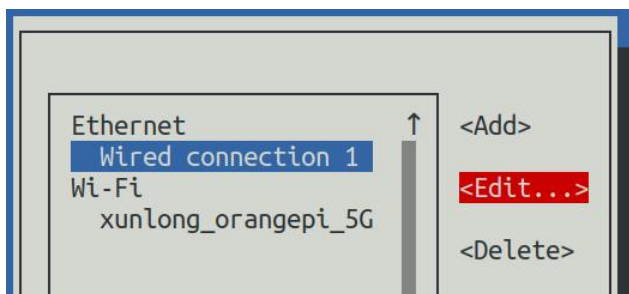 Ethernet ↑ <Add>
Wired connection 1
Wi-Fi <Edit...>
xunlong_orangepi_5G
<Delete>